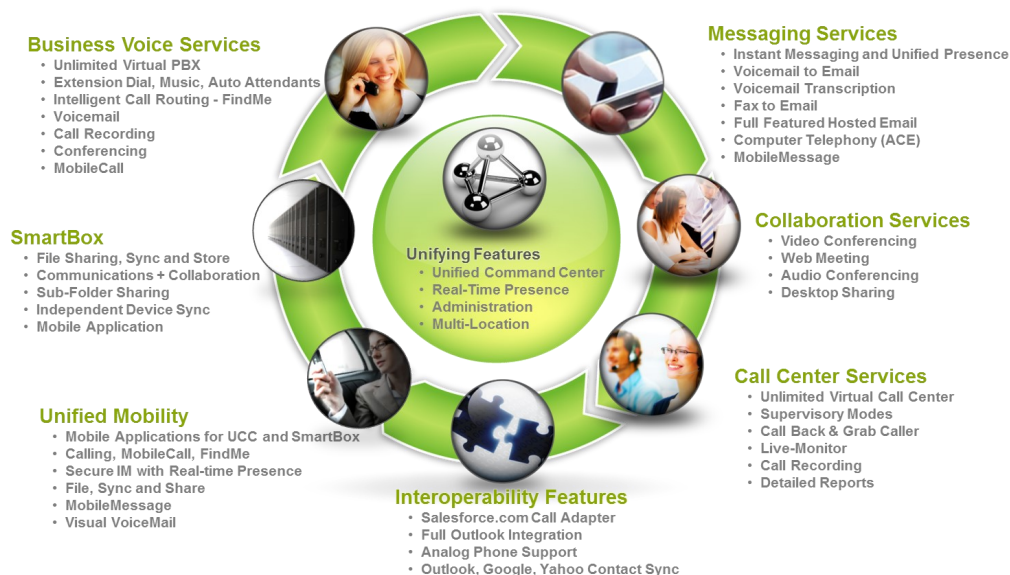 Business Voice Services
• Unlimited Virtual PBX
• Extension Dial, Music, Auto Attendants
• Intelligent Call Routing - FindMe
• Voicemail
• Call Recording
• Conferencing
• MobileCall
Messaging Services
• Instant Messaging and Unified Presence
• Voicemail to Email
• Voicemail Transcription
• Fax to Email
• Full Featured Hosted Email
• Computer Telephony (ACE)
• MobileMessage
SmartBox
• File Sharing, Sync and Store
• Communications + Collaboration
• Sub-Folder Sharing
• Independent Device Sync
• Mobile Application
Unifying Features
• Unified Command Center
• Real-Time Presence
• Administration
• Multi-Location
Collaboration Services
• Video Conferencing
• Web Meeting
• Audio Conferencing
• Desktop Sharing
Unified Mobility
• Mobile Applications for UCC and SmartBox
• Calling, MobileCall, FindMe
• Secure IM with Real-time Presence
• File, Sync and Share
• MobileMessage
• Visual VoiceMail
Interoperability Features
• Salesforce.com Call Adapter
• Full Outlook Integration
• Analog Phone Support
• Outlook, Google, Yahoo Contact Sync
Call Center Services
• Unlimited Virtual Call Center
• Supervisory Modes
• Call Back & Grab Caller
• Live-Monitor
• Call Recording
• Detailed Reports